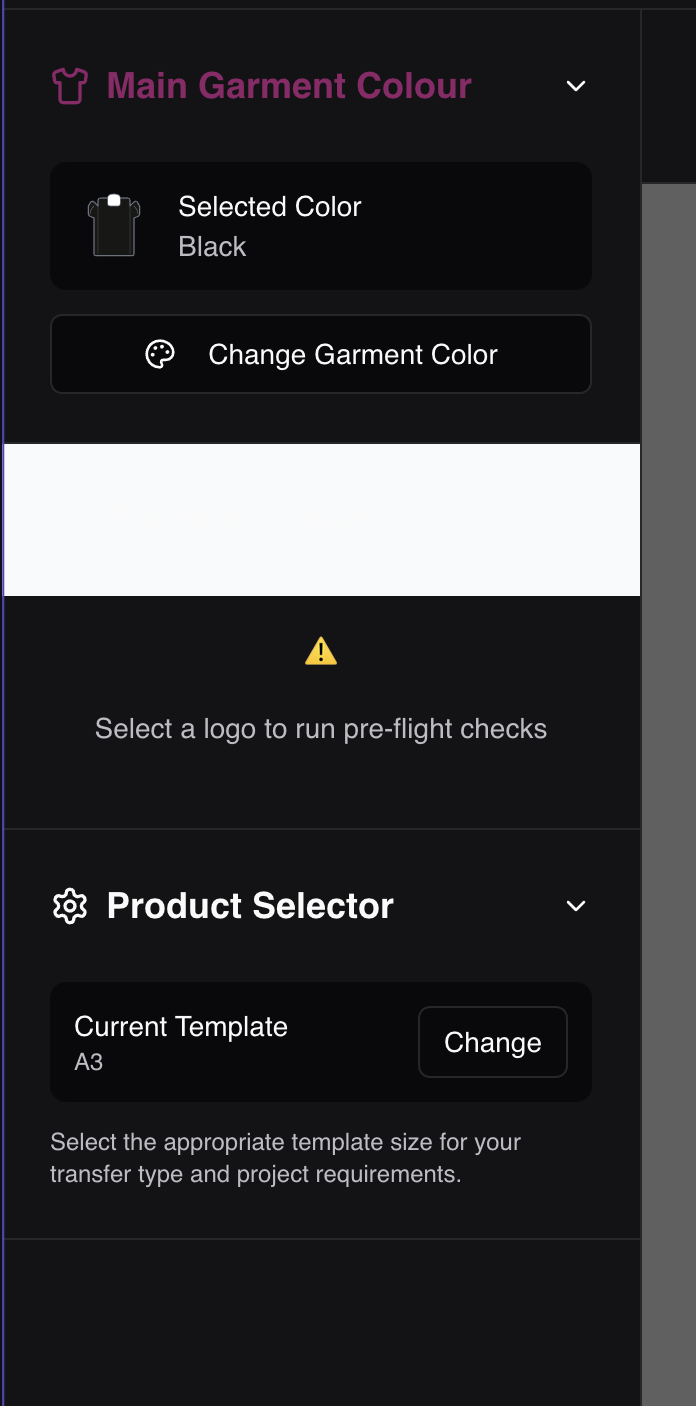 Main Garment Colour
Selected Color
Black
Change Garment Color
Select a logo to run pre-flight checks
Product Selector
Current Template
A3
Change
Select the appropriate template size for your
transfer type and project requirements.